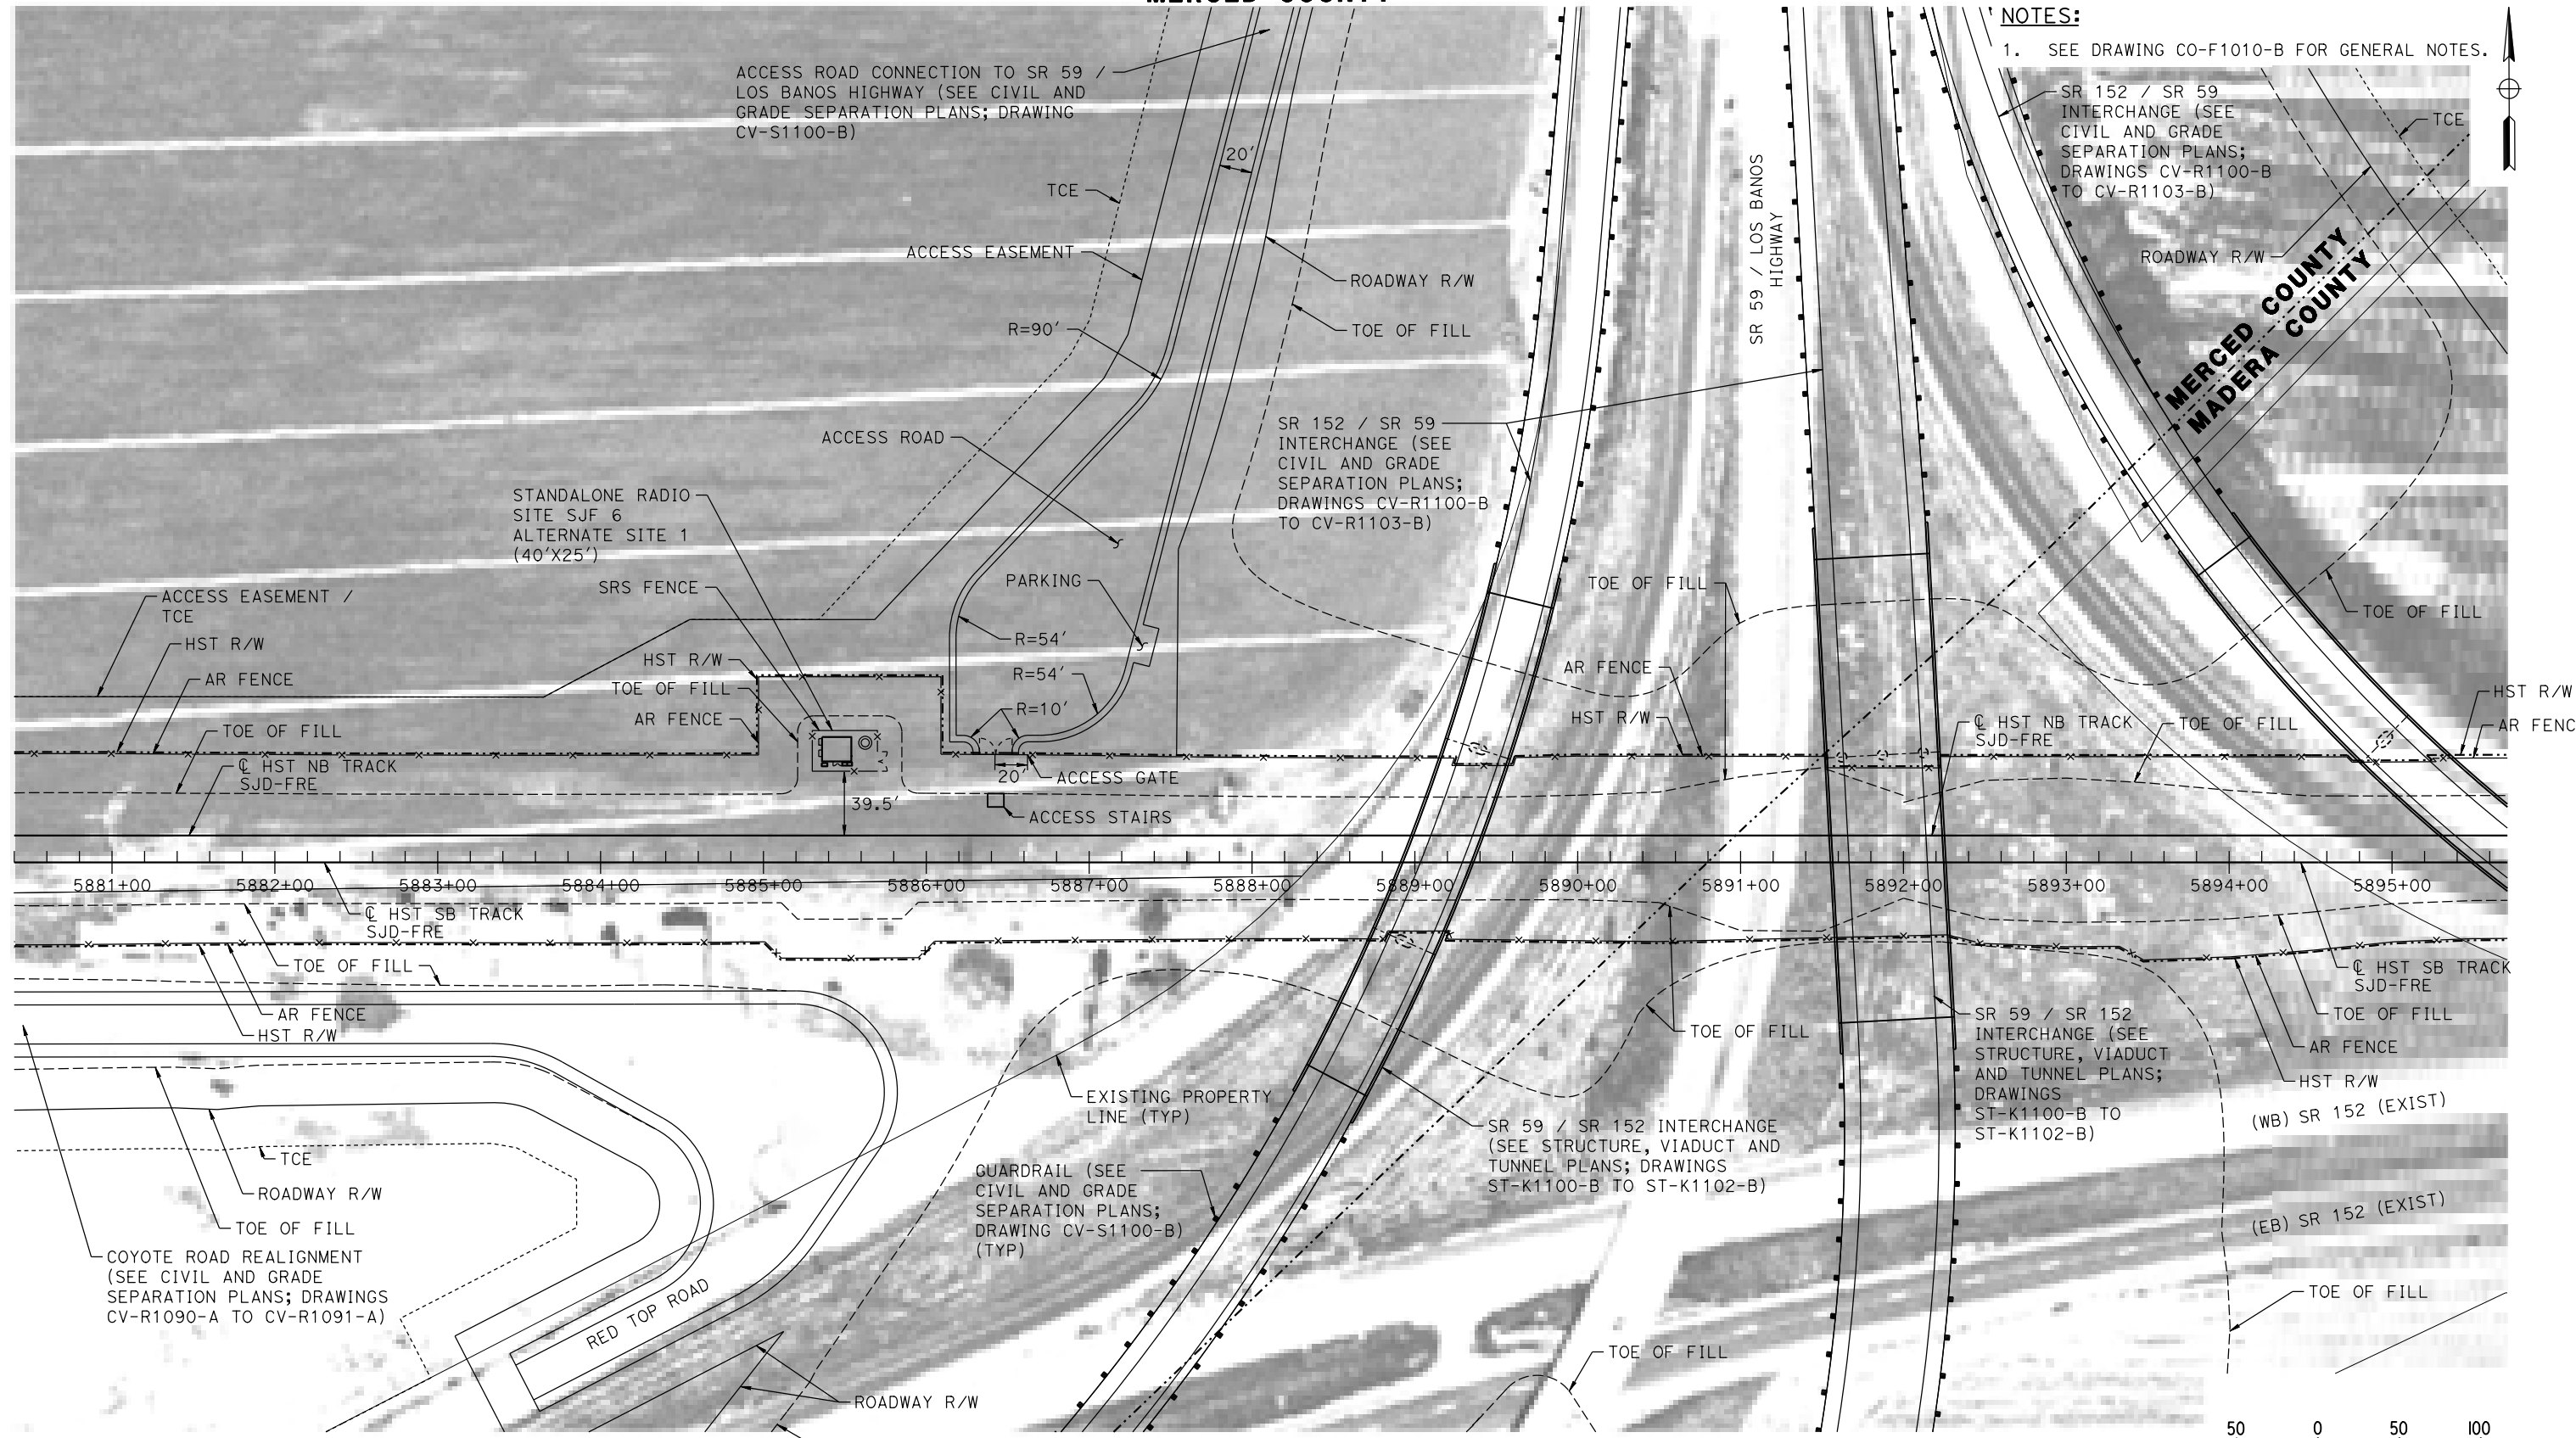 MERCED COUNTY
NOTES:
1. SEE DRAWING CO-F1010-B FOR GENERAL NOTES.
ACCESS ROAD CONNECTION TO SR 59 /
LOS BANOS HIGHWAY (SEE CIVIL AND
GRADE SEPARATION PLANS; DRAWING
CV-S1100-B)
SR 152 / SR 59
INTERCHANGE (SEE
CIVIL AND GRADE
SEPARATION PLANS;
DRAWINGS CV-R1100-B
TO CV-R1103-B)
TCE
20'
TCE
SR 59 / LOS BANOS
HIGHWAY
ACCESS EASEMENT
ROADWAY R/W
ROADWAY R/W
MERCED COUNTY
MADERA COUNTY
R=90'
TOE OF FILL
ACCESS ROAD
SR 152 / SR 59
INTERCHANGE (SEE
CIVIL AND GRADE
SEPARATION PLANS;
DRAWINGS CV-R1100-B
TO CV-R1103-B)
STANDALONE RADIO
SITE SJF 6
ALTERNATE SITE 1
(40'X25')
SRS FENCE
PARKING
TOE OF FILL
TOE OF FILL
ACCESS EASEMENT /
TCE
HST R/W
AR FENCE
TOE OF FILL
℄ HST NB TRACK
SJD-FRE
HST R/W
TOE OF FILL
AR FENCE
R=54'
R=54'
R=10'
20'
ACCESS GATE
39.5'
ACCESS STAIRS
AR FENCE
HST R/W
℄ HST NB TRACK
SJD-FRE
TOE OF FILL
HST R/W
AR FENC
5881+00
5882+00
5883+00
5884+00
5885+00
5886+00
5887+00
5888+00
5889+00
5890+00
5891+00
5892+00
5893+00
5894+00
5895+00
℄ HST SB TRACK
SJD-FRE
TOE OF FILL
AR FENCE
HST R/W
TOE OF FILL
℄ HST SB TRACK
SJD-FRE
TOE OF FILL
AR FENCE
HST R/W
SR 59 / SR 152
INTERCHANGE (SEE
STRUCTURE, VIADUCT
AND TUNNEL PLANS;
DRAWINGS
ST-K1100-B TO
ST-K1102-B)
EXISTING PROPERTY
LINE (TYP)
(WB) SR 152 (EXIST)
SR 59 / SR 152 INTERCHANGE
(SEE STRUCTURE, VIADUCT AND
TUNNEL PLANS; DRAWINGS
ST-K1100-B TO ST-K1102-B)
TCE
ROADWAY R/W
TOE OF FILL
GUARDRAIL (SEE
CIVIL AND GRADE
SEPARATION PLANS;
DRAWING CV-S1100-B)
(TYP)
(EB) SR 152 (EXIST)
COYOTE ROAD REALIGNMENT
(SEE CIVIL AND GRADE
SEPARATION PLANS; DRAWINGS
CV-R1090-A TO CV-R1091-A)
RED TOP ROAD
TOE OF FILL
TOE OF FILL
ROADWAY R/W
50 0 50 100